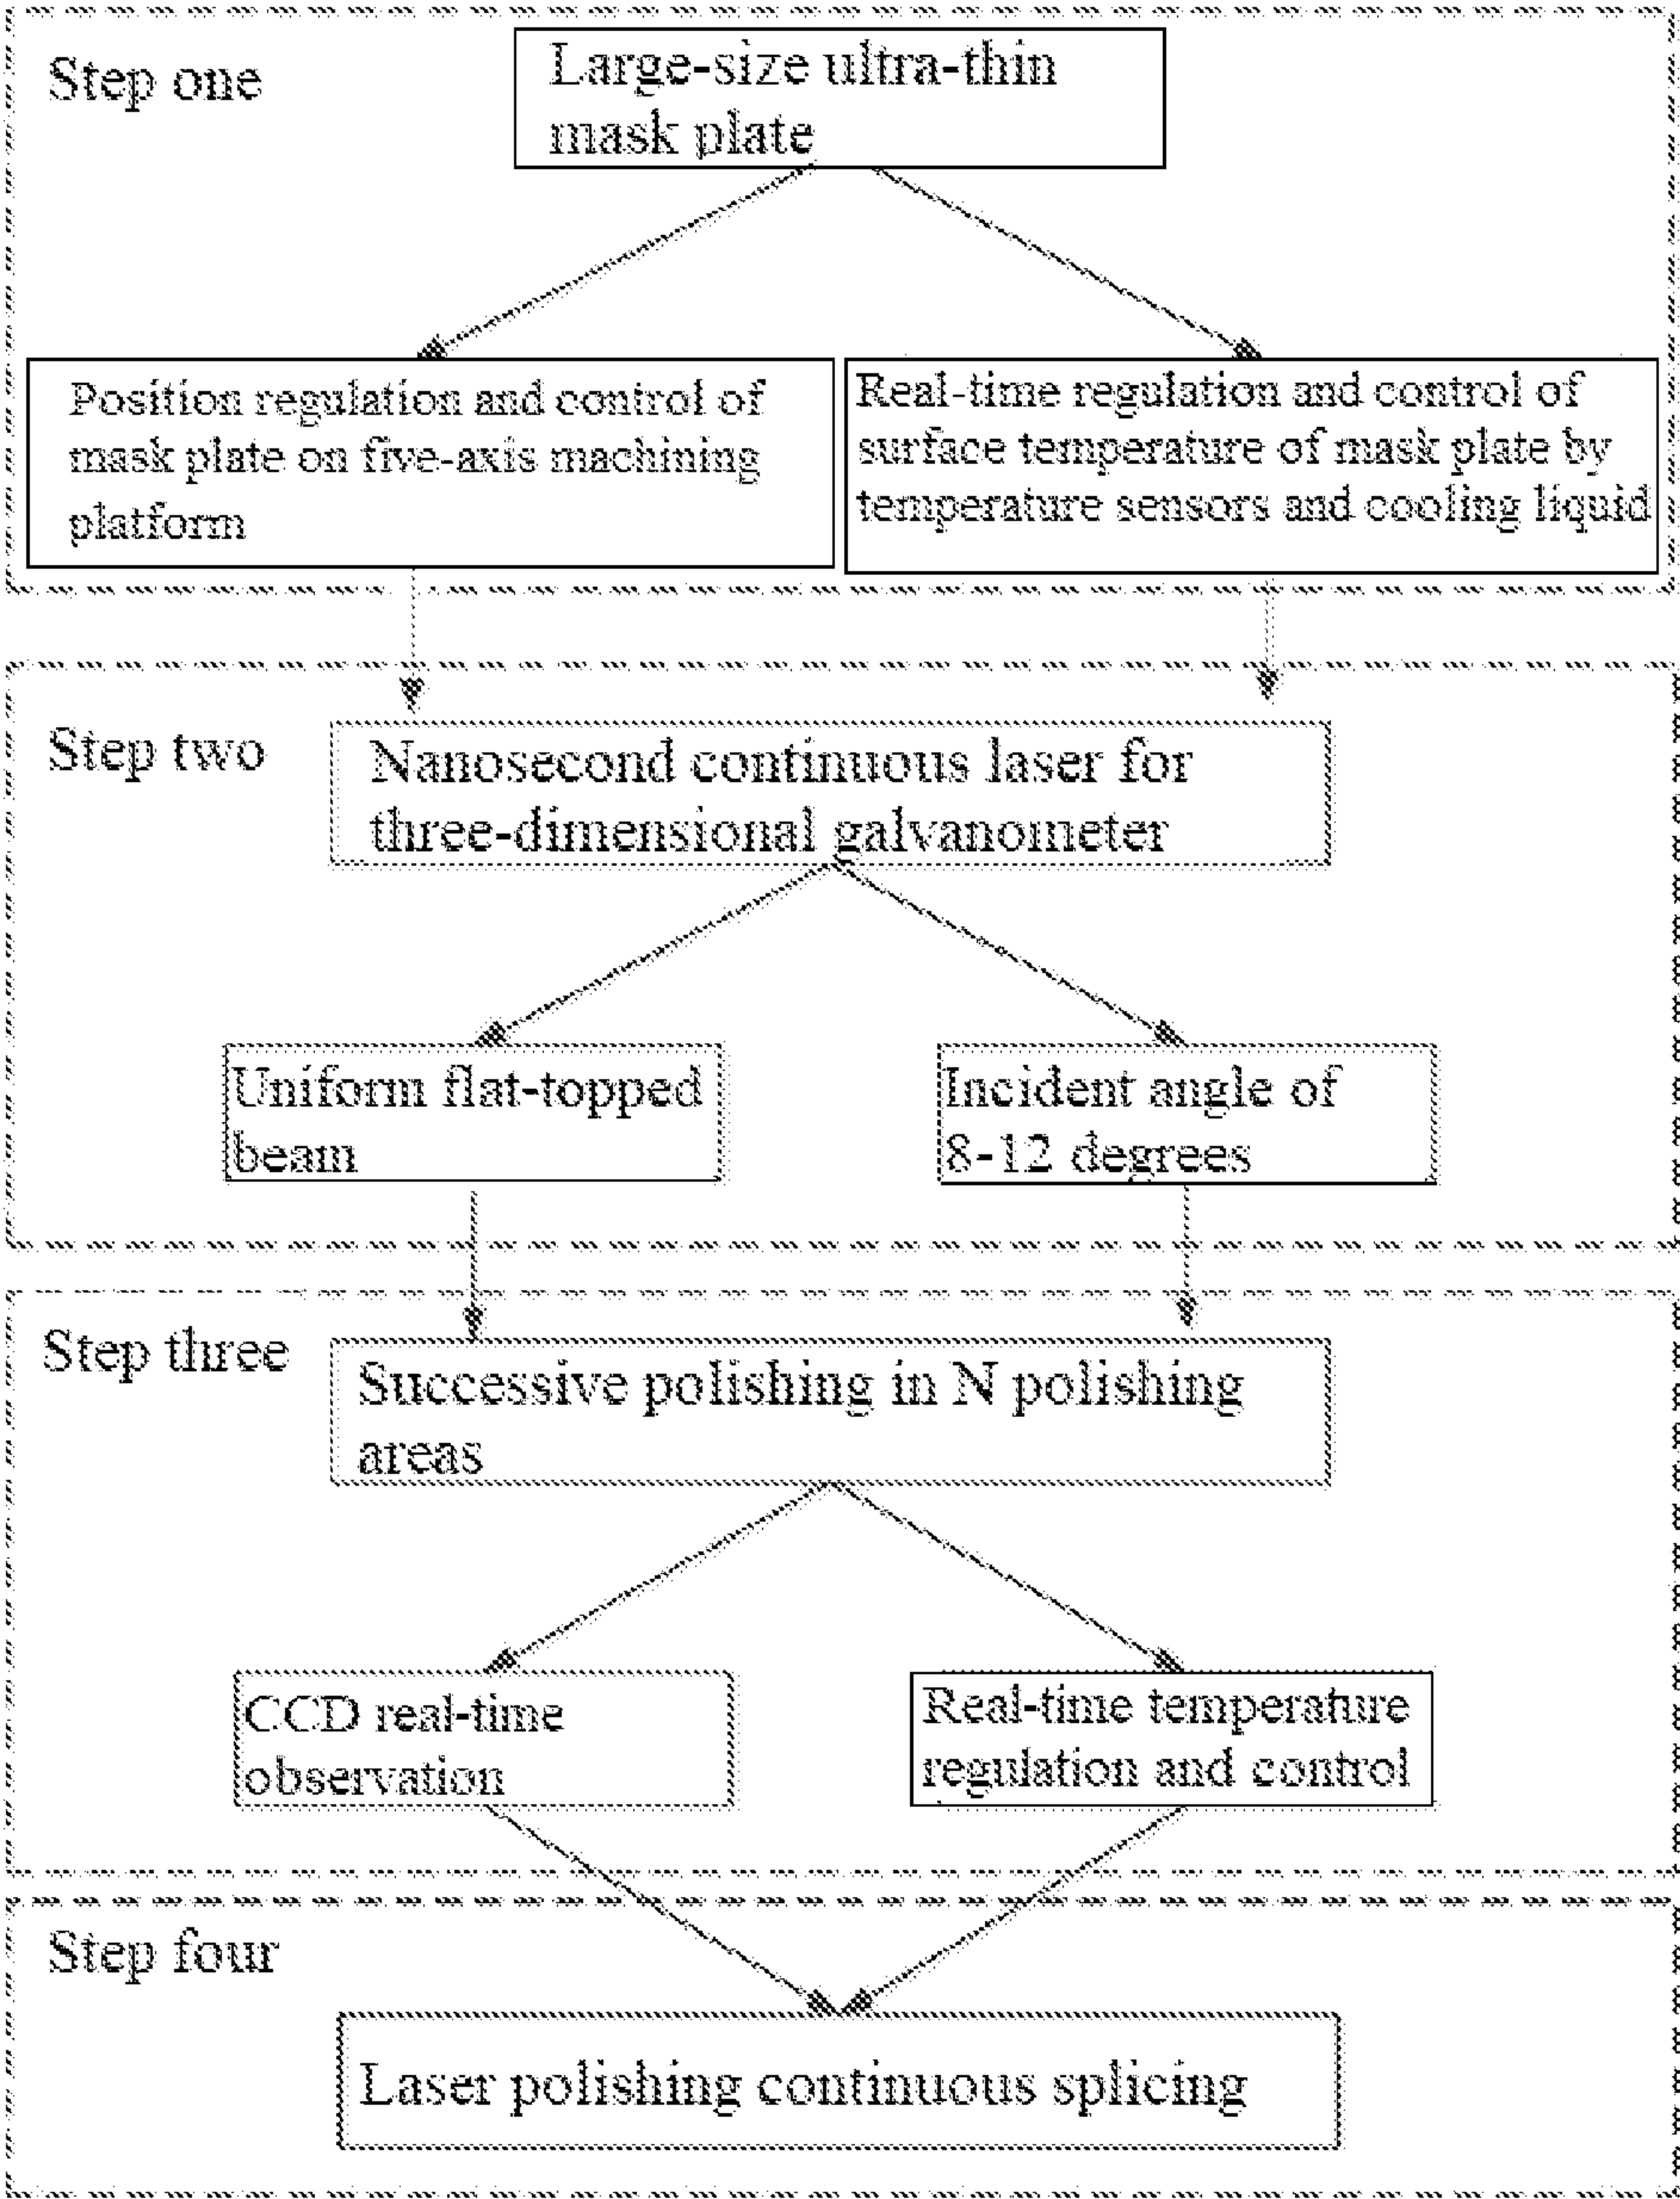 Step one
Large-size ultra-thin
mask plate
Position regulation and control of
mask plate on five-axis machining
platform
Real-time regulation and control of
surface temperature of mask plate by
temperature sensors and cooling liquid
Step two
Nanosecond continuous laser for
three-dimensional galvanometer
Uniform flat-topped
beam
Incident angle of
8-12 degrees
Step three
Successive polishing in N polishing
areas
CCD real-time
observation
Real-time temperature
regulation and control
Step four
Laser polishing continuous splicing